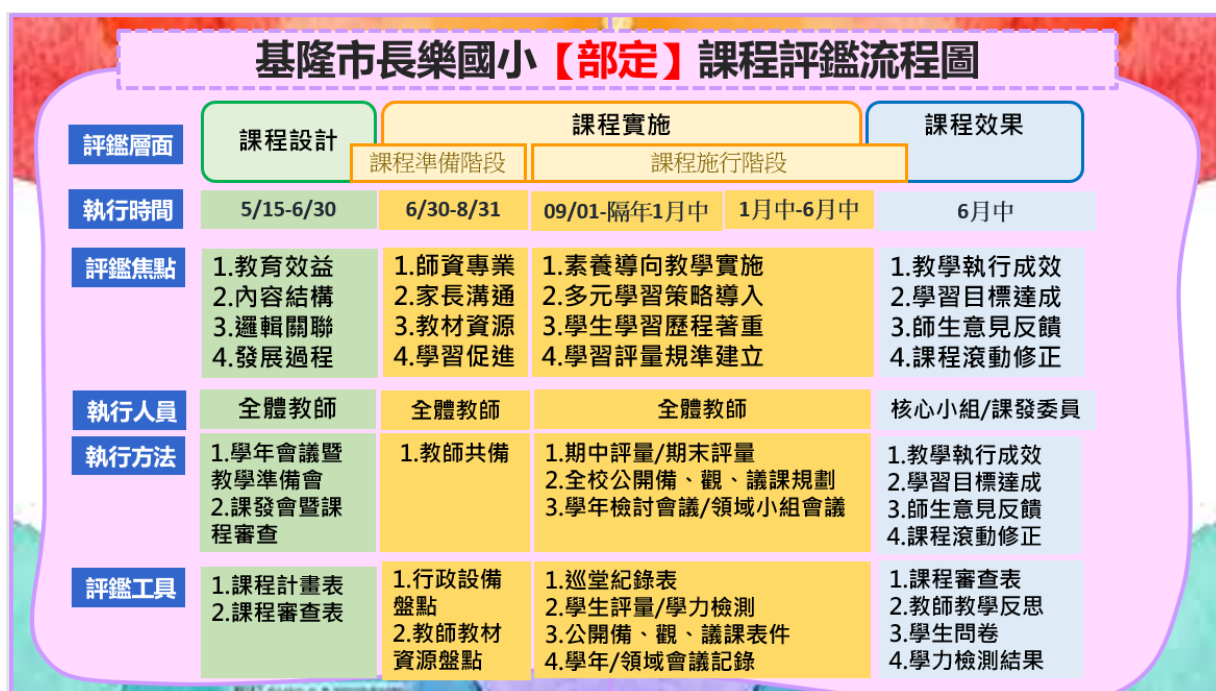 基隆市長樂國小【部定】課程評鑑流程圖
評鑑層面
課程設計
課程實施
課程準備階段
課程施行階段
課程效果
執行時間
5/15-6/30
6/30-8/31
09/01-隔年1月中
1月中-6月中
6月中
評鑑焦點
1.教育效益
2.內容結構
3.邏輯關聯
4.發展過程
1.師資專業
2.家長溝通
3.教材資源
4.學習促進
1.素養導向教學實施
2.多元學習策略導入
3.學生學習歷程著重
4.學習評量規準建立
1.教學執行成效
2.學習目標達成
3.師生意見反饋
4.課程滾動修正
執行人員
全體教師
全體教師
全體教師
核心小組/課發委員
執行方法
1.學年會議暨
教學準備會
2.課發會暨課
程審查
1.教師共備
1.期中評量/期末評量
2.全校公開備、觀、議課規劃
3.學年檢討會議/領域小組會議
1.教學執行成效
2.學習目標達成
3.師生意見反饋
4.課程滾動修正
評鑑工具
1.課程計畫表
2.課程審查表
1.行政設備
盤點
2.教師教材
資源盤點
1.巡堂紀錄表
2.學生評量/學力檢測
3.公開備、觀、議課表件
4.學年/領域會議記錄
1.課程審查表
2.教師教學反思
3.學生問卷
4.學力檢測結果